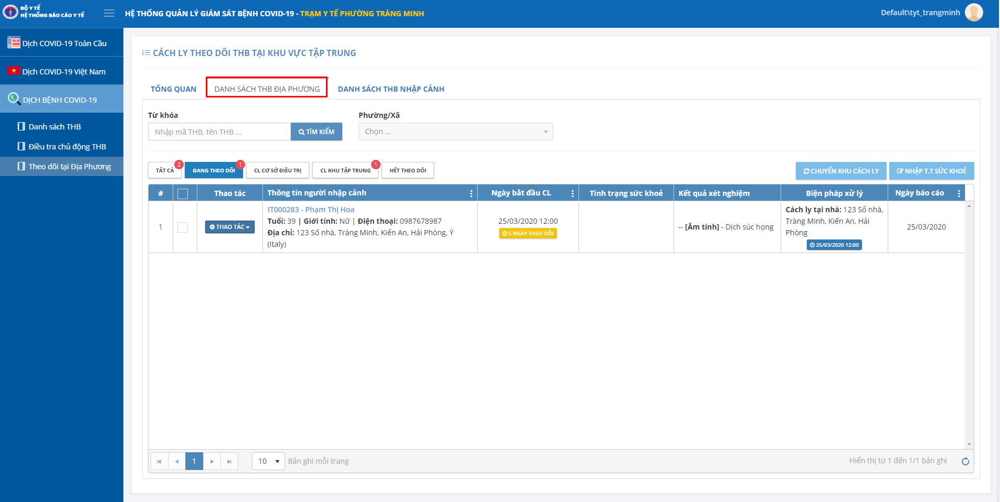 BỘ Y TẾ
HỆ THỐNG BÁO CÁO Y TẾ
HỆ THỐNG QUẢN LÝ GIÁM SÁT BỆNH COVID-19 - TRẠM Y TẾ PHƯỜNG TRÀNG MINH
Default\tyt_trangminh
Dịch COVID-19 Toàn Cầu
Dịch COVID-19 Việt Nam
DỊCH BỆNH COVID-19
Danh sách THB
Điều tra chủ động THB
Theo dõi tại Địa Phương
CÁCH LY THEO DÕI THB TẠI KHU VỰC TẬP TRUNG
TỔNG QUAN
DANH SÁCH THB ĐỊA PHƯƠNG
DANH SÁCH THB NHẬP CẢNH
Từ khóa
Phường/Xã
Nhập mã THB, tên THB ...
TÌM KIẾM
Chọn ...
TẤT CẢ 2
ĐANG THEO DÕI 1
CL CƠ SỞ ĐIỀU TRỊ
CL KHU TẬP TRUNG 1
HẾT THEO DÕI
CHUYỂN KHU CÁCH LY
NHẬP T.T SỨC KHOẺ
#
Thao tác
Thông tin người nhập cảnh
Ngày bắt đầu CL
Tình trạng sức khoẻ
Kết quả xét nghiệm
Biện pháp xử lý
Ngày báo cáo
1
THAO TÁC
IT000283 - Phạm Thị Hoa
Tuổi: 39 | Giới tính: Nữ | Điện thoại: 0987678987
Địa chỉ: 123 Số nhà, Tràng Minh, Kiến An, Hải Phòng, Ý
(Italy)
25/03/2020 12:00
5 NGÀY THEO DÕI
-- [Âm tính] - Dịch súc họng
Cách ly tại nhà: 123 Số nhà,
Tràng Minh, Kiến An, Hải
Phòng
25/03/2020 12:00
25/03/2020
1
10
Bản ghi mỗi trang
Hiển thị từ 1 đến 1/1 bản ghi